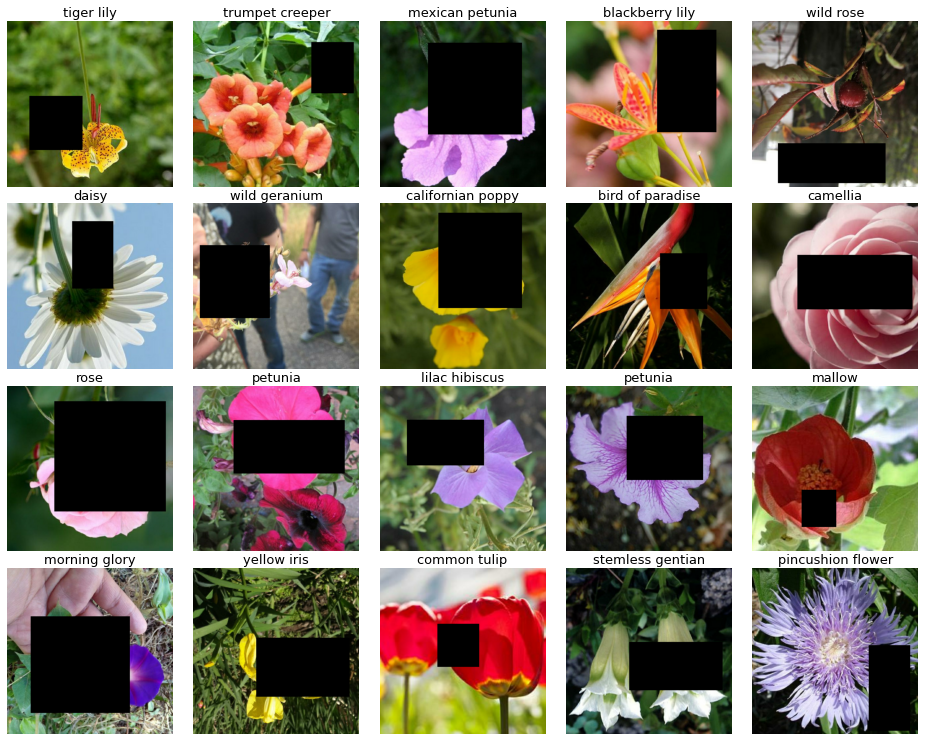 tiger lily
trumpet creeper
mexican petunia
blackberry lily
wild rose
daisy
wild geranium
californian poppy
bird of paradise
camellia
rose
petunia
lilac hibiscus
petunia
mallow
morning glory
yellow iris
common tulip
stemless gentian
pincushion flower